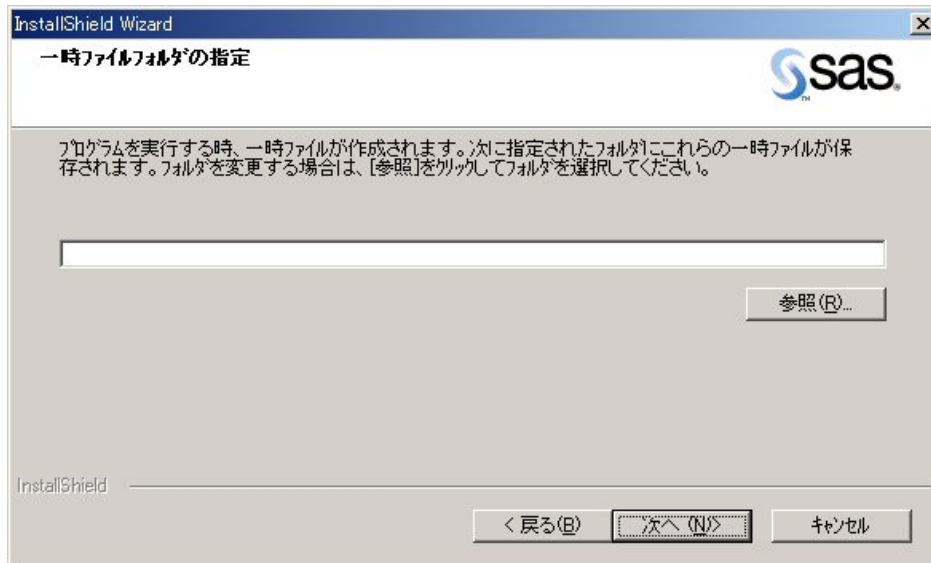 InstallShield Wizard
一時ファイルフォルダの指定
sas.
TM
プログラムを実行する時、一時ファイルが作成されます。次に指定されたフォルダにこれらの一時ファイルが保
存されます。フォルダを変更する場合は、[参照]をクリックしてフォルダを選択してください。
参照(R)...
InstallShield
< 戻る(B)
次へ (N)>
キャンセル